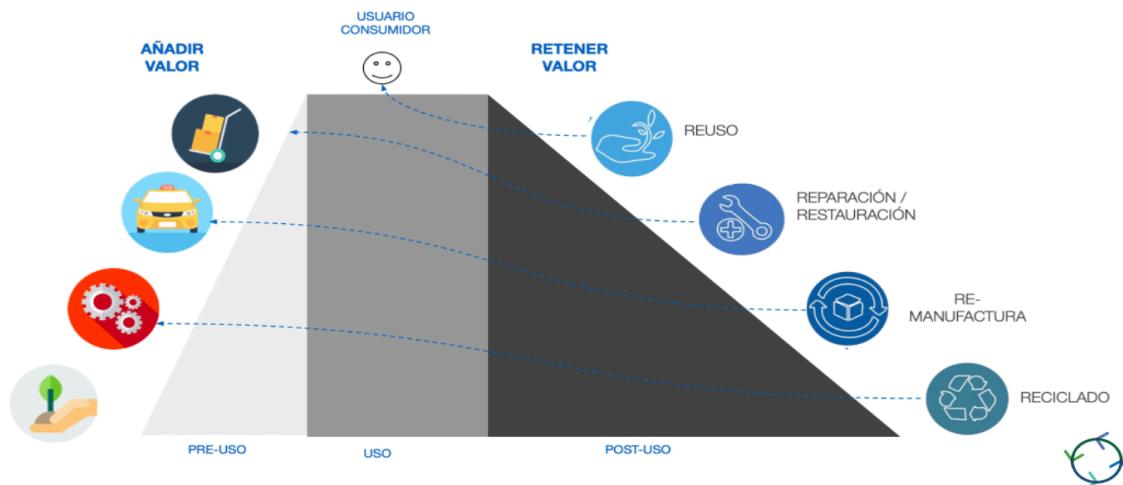 USUARIO
CONSUMIDOR
AÑADIR
VALOR
RETENER
VALOR
REUSO
REPARACIÓN /
RESTAURACIÓN
RE-
MANUFACTURA
RECICLADO
PRE-USO
USO
POST-USO